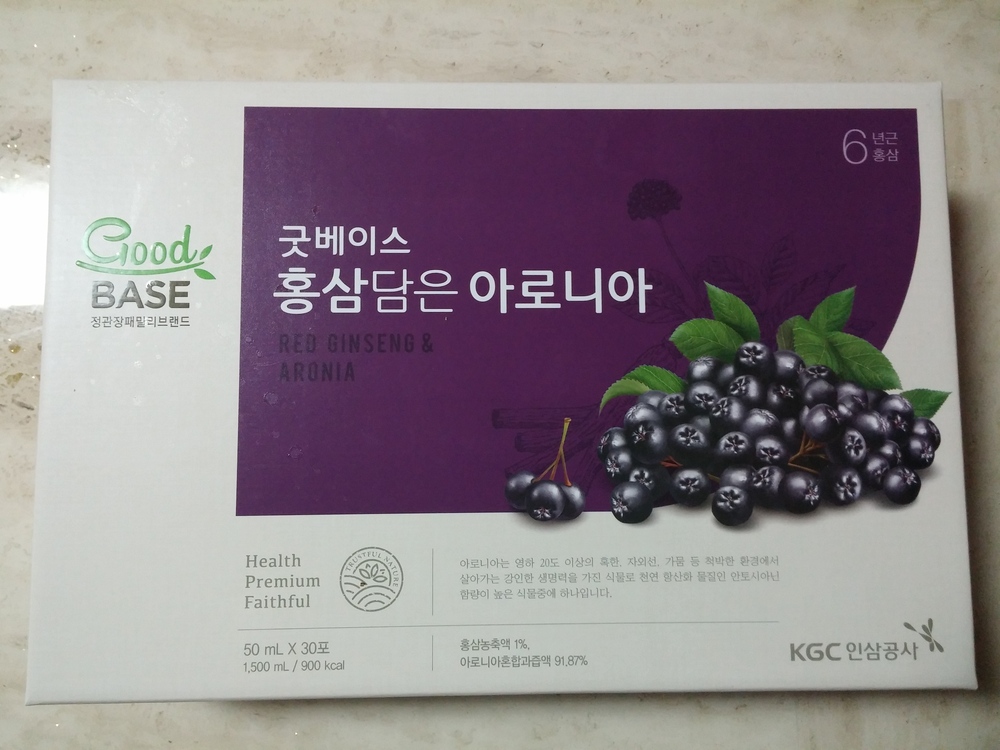 6 년근
홍삼
Good
BASE
정관장패밀리브랜드
굿베이스
홍삼담은 아로니아
RED GINSENG &
ARONIA
Health
Premium
Faithful
TRUSTFUL NATURE
아로니아는 영하 20도 이상의 혹한, 자외선, 가뭄 등 척박한 환경에서
살아가는 강인한 생명력을 가진 식물로 천연 항산화 물질인 안토시아닌
함량이 높은 식물중에 하나입니다.
50 mL X 30포
1,500 mL / 900 kcal
홍삼농축액 1%,
아로니아혼합과즙액 91.87%
KGC 인삼공사